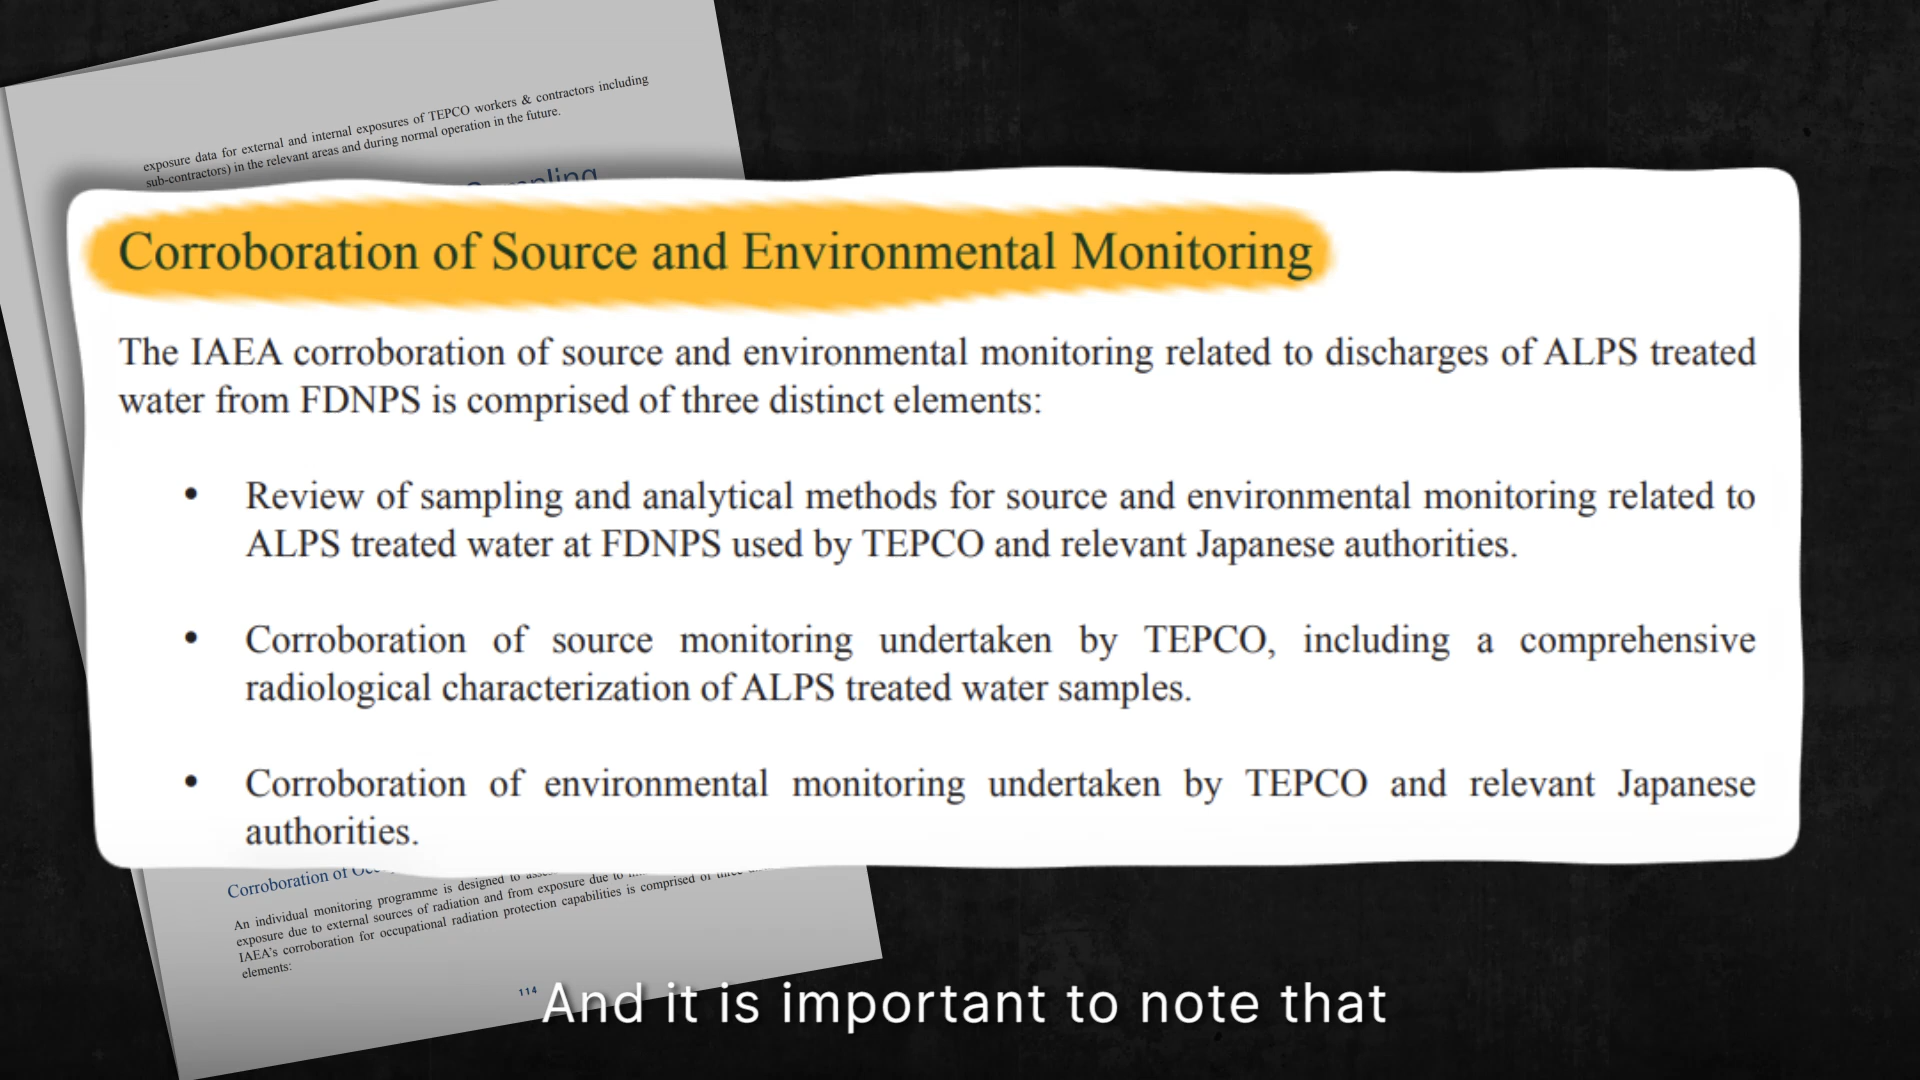 exposure data for external and internal exposures of TEPCO workers & contractors including
sub-contractors) in the relevant areas and during normal operation in the future.
Corroboration of Source and Environmental Monitoring
The IAEA corroboration of source and environmental monitoring related to discharges of ALPS treated
water from FDNPS is comprised of three distinct elements:
• Review of sampling and analytical methods for source and environmental monitoring related to
ALPS treated water at FDNPS used by TEPCO and relevant Japanese authorities.
• Corroboration of source monitoring undertaken by TEPCO, including a comprehensive
radiological characterization of ALPS treated water samples.
• Corroboration of environmental monitoring undertaken by TEPCO and relevant Japanese
authorities.
Corroboration of
An individual monitoring programme is designed to
exposure due to external sources of radiation and from exposure due to
IAEA's corroboration for occupational radiation protection capabilities is comprised of three
elements:
114
And it is important to note that